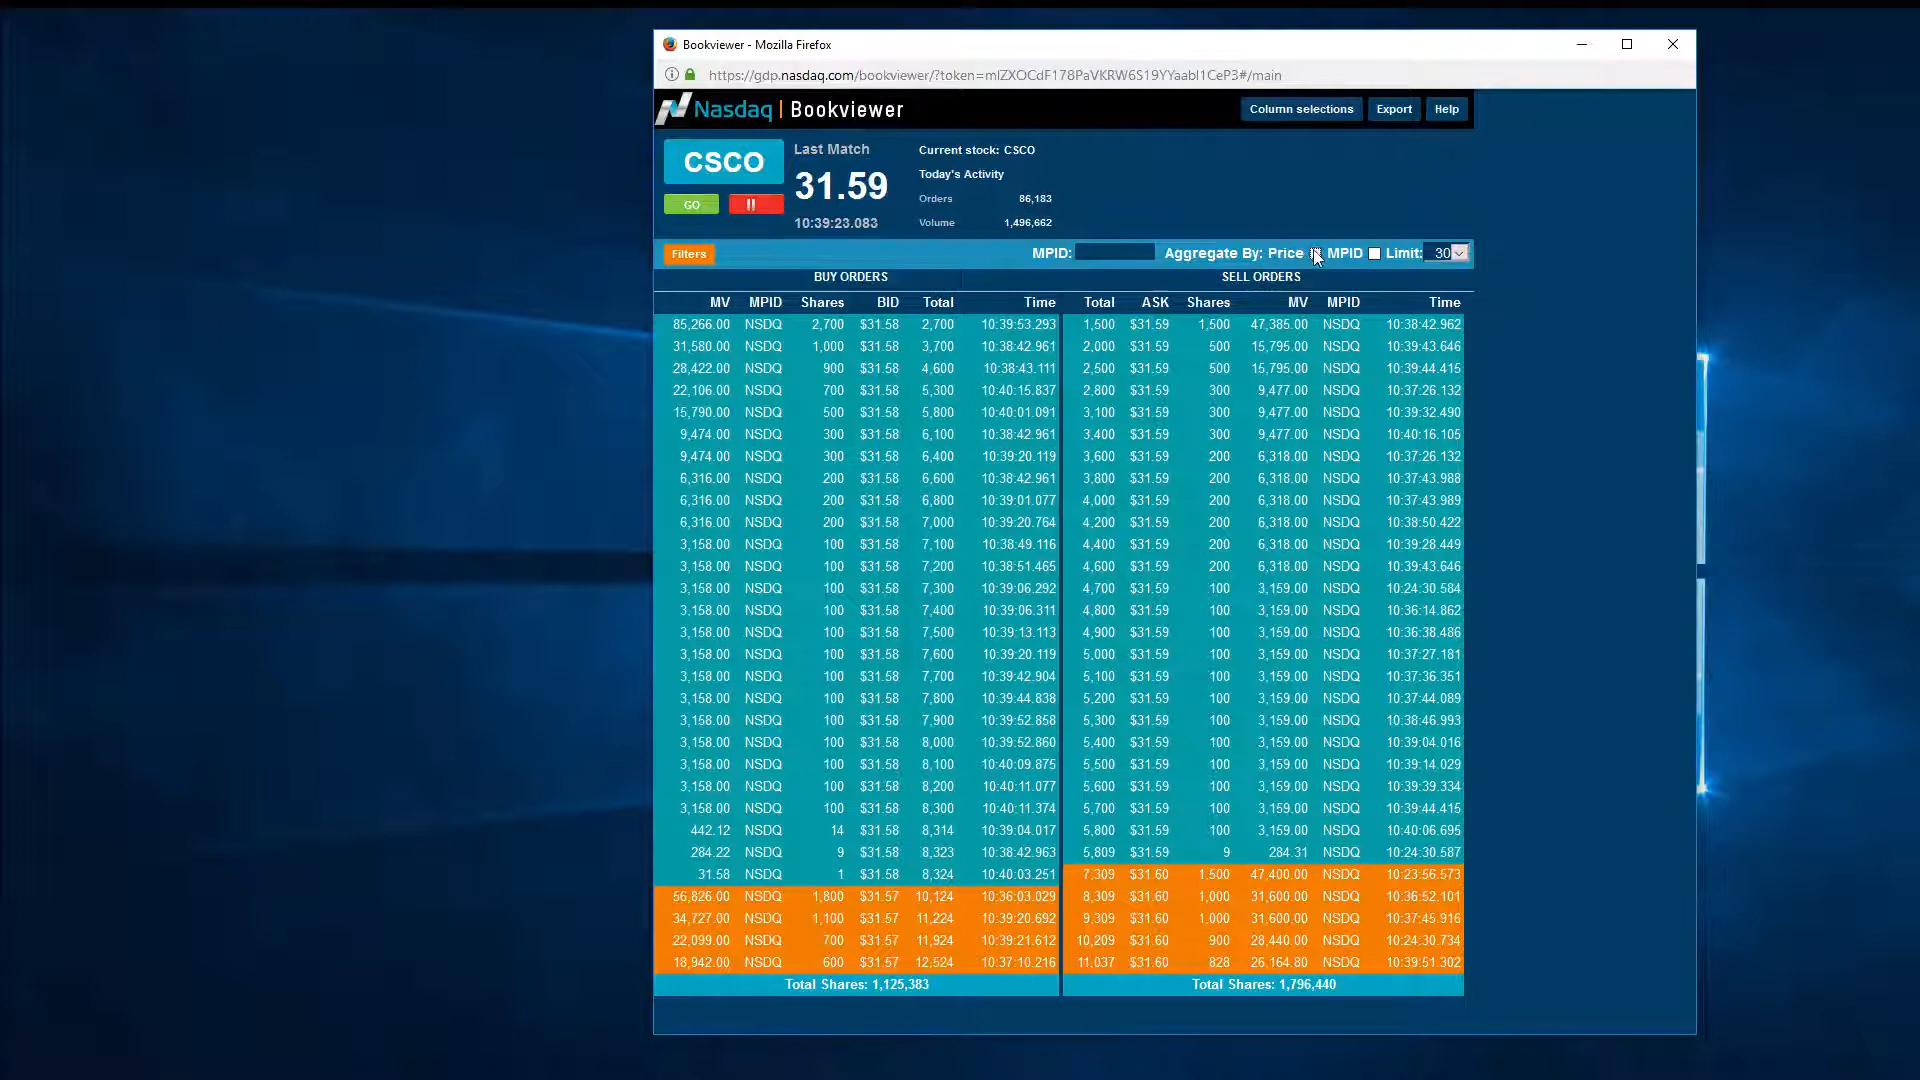 Bookviewer - Mozilla Firefox
https://gdp.nasdaq.com/bookviewer/?token=mIZXOCdF178PaVKRW6S19YYaabI1CeP3#/main
Nasdaq | Bookviewer
Column selections Export Help
CSCO
GO
Last Match
31.59
10:39:23.083
Current stock: CSCO
Today's Activity
Orders 86,183
Volume 1,496,662
Filters MPID: Aggregate By: Price MPID Limit: 30
BUY ORDERS SELL ORDERS
MV MPID Shares BID Total Time Total ASK Shares MV MPID Time
85,266.00 NSDQ 2,700 $31.58 2,700 10:39:53.293 1,500 $31.59 1,500 47,385.00 NSDQ 10:38:42.962
31,580.00 NSDQ 1,000 $31.58 3,700 10:38:42.961 2,000 $31.59 500 15,795.00 NSDQ 10:39:43.646
28,422.00 NSDQ 900 $31.58 4,600 10:38:43.111 2,500 $31.59 500 15,795.00 NSDQ 10:39:44.415
22,106.00 NSDQ 700 $31.58 5,300 10:40:15.837 2,800 $31.59 300 9,477.00 NSDQ 10:37:26.132
15,790.00 NSDQ 500 $31.58 5,800 10:40:01.091 3,100 $31.59 300 9,477.00 NSDQ 10:39:32.490
9,474.00 NSDQ 300 $31.58 6,100 10:38:42.961 3,400 $31.59 300 9,477.00 NSDQ 10:40:16.105
9,474.00 NSDQ 300 $31.58 6,400 10:39:20.119 3,600 $31.59 200 6,318.00 NSDQ 10:37:26.132
6,316.00 NSDQ 200 $31.58 6,600 10:38:42.961 3,800 $31.59 200 6,318.00 NSDQ 10:37:43.988
6,316.00 NSDQ 200 $31.58 6,800 10:39:01.077 4,000 $31.59 200 6,318.00 NSDQ 10:37:43.989
6,316.00 NSDQ 200 $31.58 7,000 10:39:20.764 4,200 $31.59 200 6,318.00 NSDQ 10:38:50.422
3,158.00 NSDQ 100 $31.58 7,100 10:38:49.116 4,400 $31.59 200 6,318.00 NSDQ 10:39:28.449
3,158.00 NSDQ 100 $31.58 7,200 10:38:51.465 4,600 $31.59 200 6,318.00 NSDQ 10:39:43.646
3,158.00 NSDQ 100 $31.58 7,300 10:39:06.292 4,700 $31.59 100 3,159.00 NSDQ 10:24:30.584
3,158.00 NSDQ 100 $31.58 7,400 10:39:06.311 4,800 $31.59 100 3,159.00 NSDQ 10:36:14.862
3,158.00 NSDQ 100 $31.58 7,500 10:39:13.113 4,900 $31.59 100 3,159.00 NSDQ 10:36:38.486
3,158.00 NSDQ 100 $31.58 7,600 10:39:20.119 5,000 $31.59 100 3,159.00 NSDQ 10:37:27.181
3,158.00 NSDQ 100 $31.58 7,700 10:39:42.904 5,100 $31.59 100 3,159.00 NSDQ 10:37:36.351
3,158.00 NSDQ 100 $31.58 7,800 10:39:44.838 5,200 $31.59 100 3,159.00 NSDQ 10:37:44.089
3,158.00 NSDQ 100 $31.58 7,900 10:39:52.858 5,300 $31.59 100 3,159.00 NSDQ 10:38:46.993
3,158.00 NSDQ 100 $31.58 8,000 10:39:52.860 5,400 $31.59 100 3,159.00 NSDQ 10:39:04.016
3,158.00 NSDQ 100 $31.58 8,100 10:40:09.875 5,500 $31.59 100 3,159.00 NSDQ 10:39:14.029
3,158.00 NSDQ 100 $31.58 8,200 10:40:11.077 5,600 $31.59 100 3,159.00 NSDQ 10:39:39.334
3,158.00 NSDQ 100 $31.58 8,300 10:40:11.374 5,700 $31.59 100 3,159.00 NSDQ 10:39:44.415
442.12 NSDQ 14 $31.58 8,314 10:39:04.017 5,800 $31.59 100 3,159.00 NSDQ 10:40:06.695
284.22 NSDQ 9 $31.58 8,323 10:38:42.963 5,809 $31.59 9 284.31 NSDQ 10:24:30.587
31.58 NSDQ 1 $31.58 8,324 10:40:03.251 7,309 $31.60 1,500 47,400.00 NSDQ 10:23:56.573
56,826.00 NSDQ 1,800 $31.57 10,124 10:36:03.029 8,309 $31.60 1,000 31,600.00 NSDQ 10:36:52.101
34,727.00 NSDQ 1,100 $31.57 11,224 10:39:20.692 9,309 $31.60 1,000 31,600.00 NSDQ 10:37:45.916
22,099.00 NSDQ 700 $31.57 11,924 10:39:21.612 10,209 $31.60 900 28,440.00 NSDQ 10:24:30.734
18,942.00 NSDQ 600 $31.57 12,524 10:37:10.216 11,037 $31.60 828 26,164.80 NSDQ 10:39:51.302
Total Shares: 1,125,383 Total Shares: 1,796,440